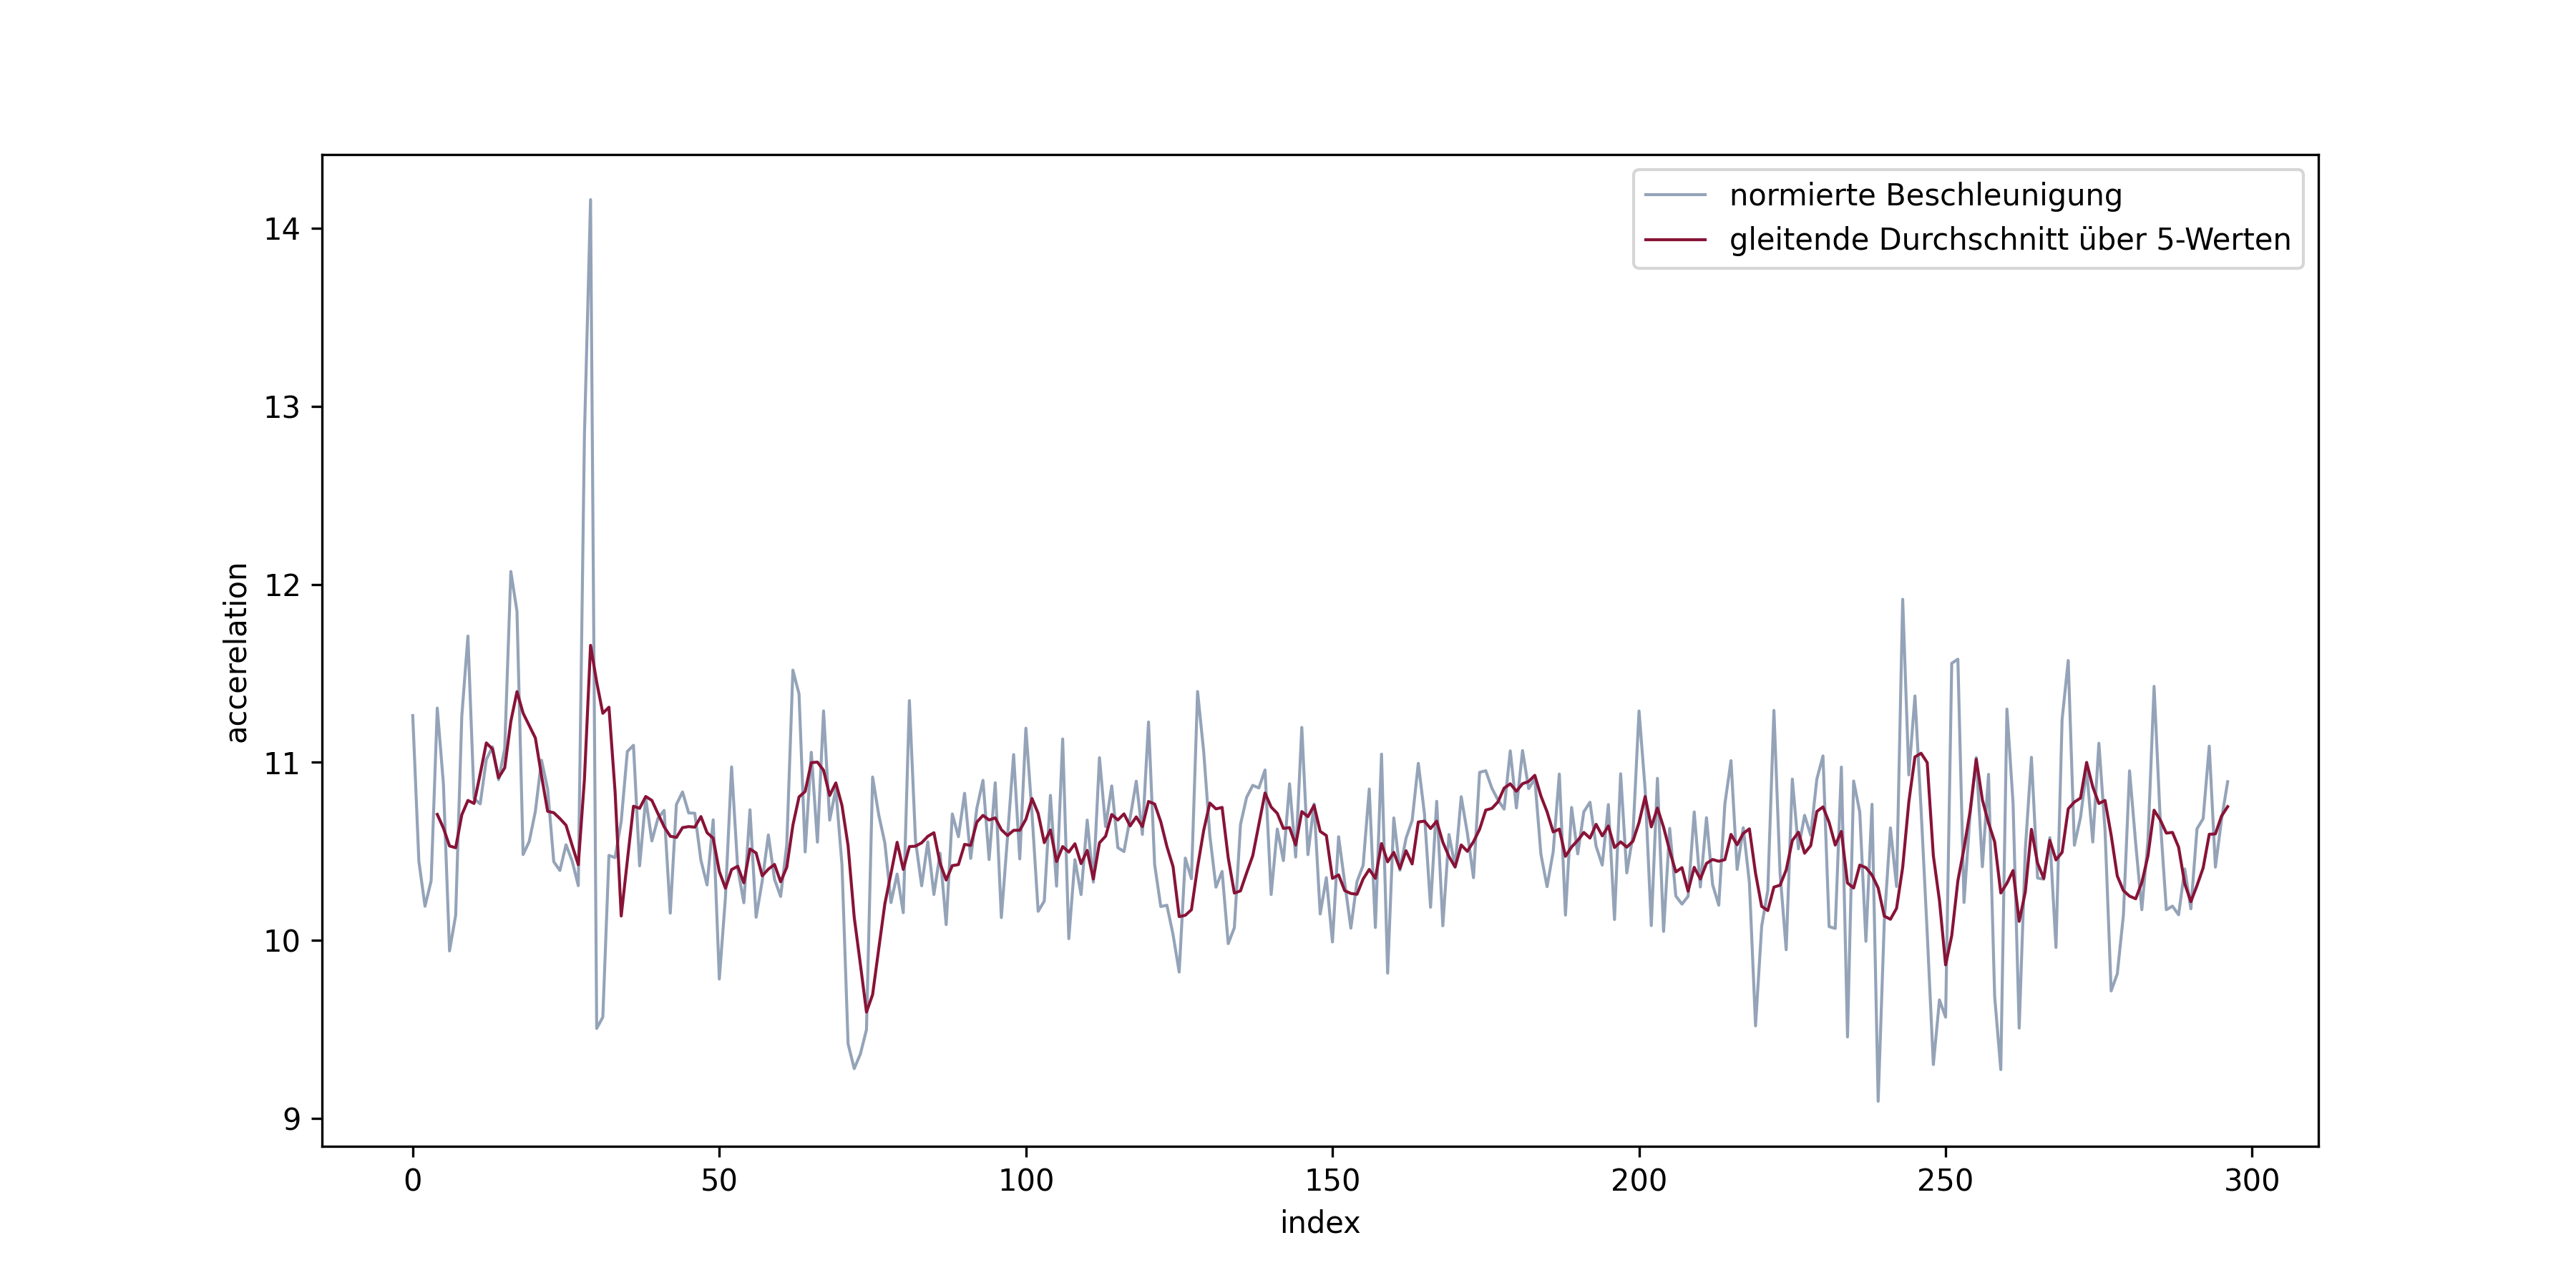 normierte Beschleunigung
gleitende Durchschnitt über 5-Werten
14
13
12
11
10
9
accerelation
0 50 100 150 200 250 300
index